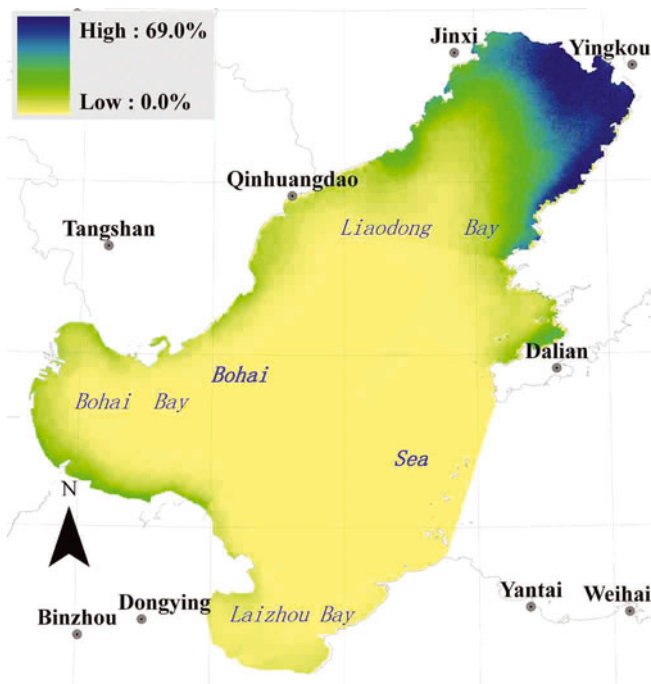 High : 69.0%
Low : 0.0%
Jinxi
Yingkou
Qinhuangdao
Tangshan
Liaodong Bay
Dalian
Bohai
Bohai Bay
Sea
N
Yantai
Weihai
Binzhou
Dongying
Laizhou Bay